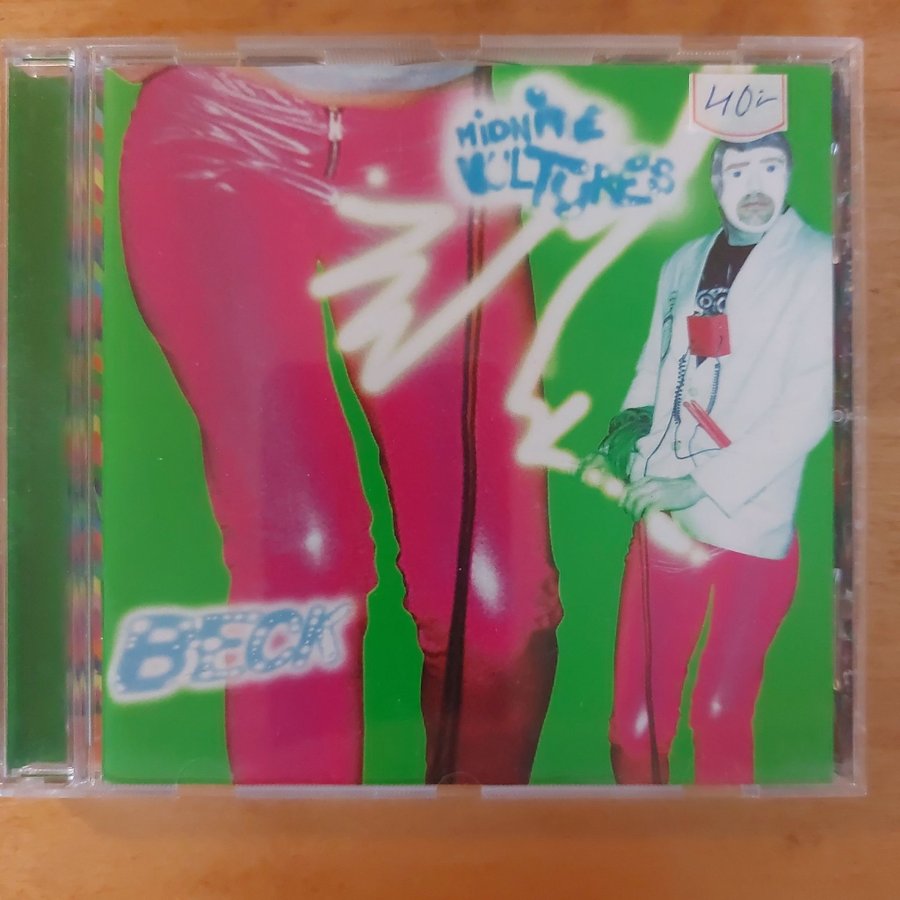 40:-
MIDNITE
VULTURES
BECK